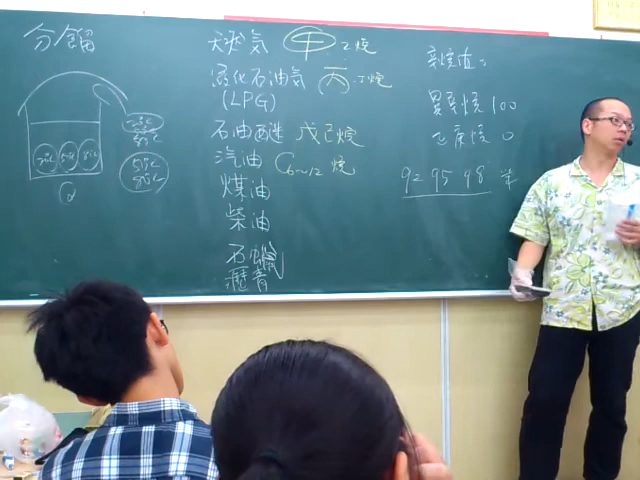 分餾
天然氣 甲 乙烷
液化石油氣 丙 丁烷
(LPG)
石油醚 戊己烷
汽油 C6~12 烷
煤油
柴油
石蠟
瀝青
辛烷值:
異辛烷 100
正庚烷 0
92 95 98